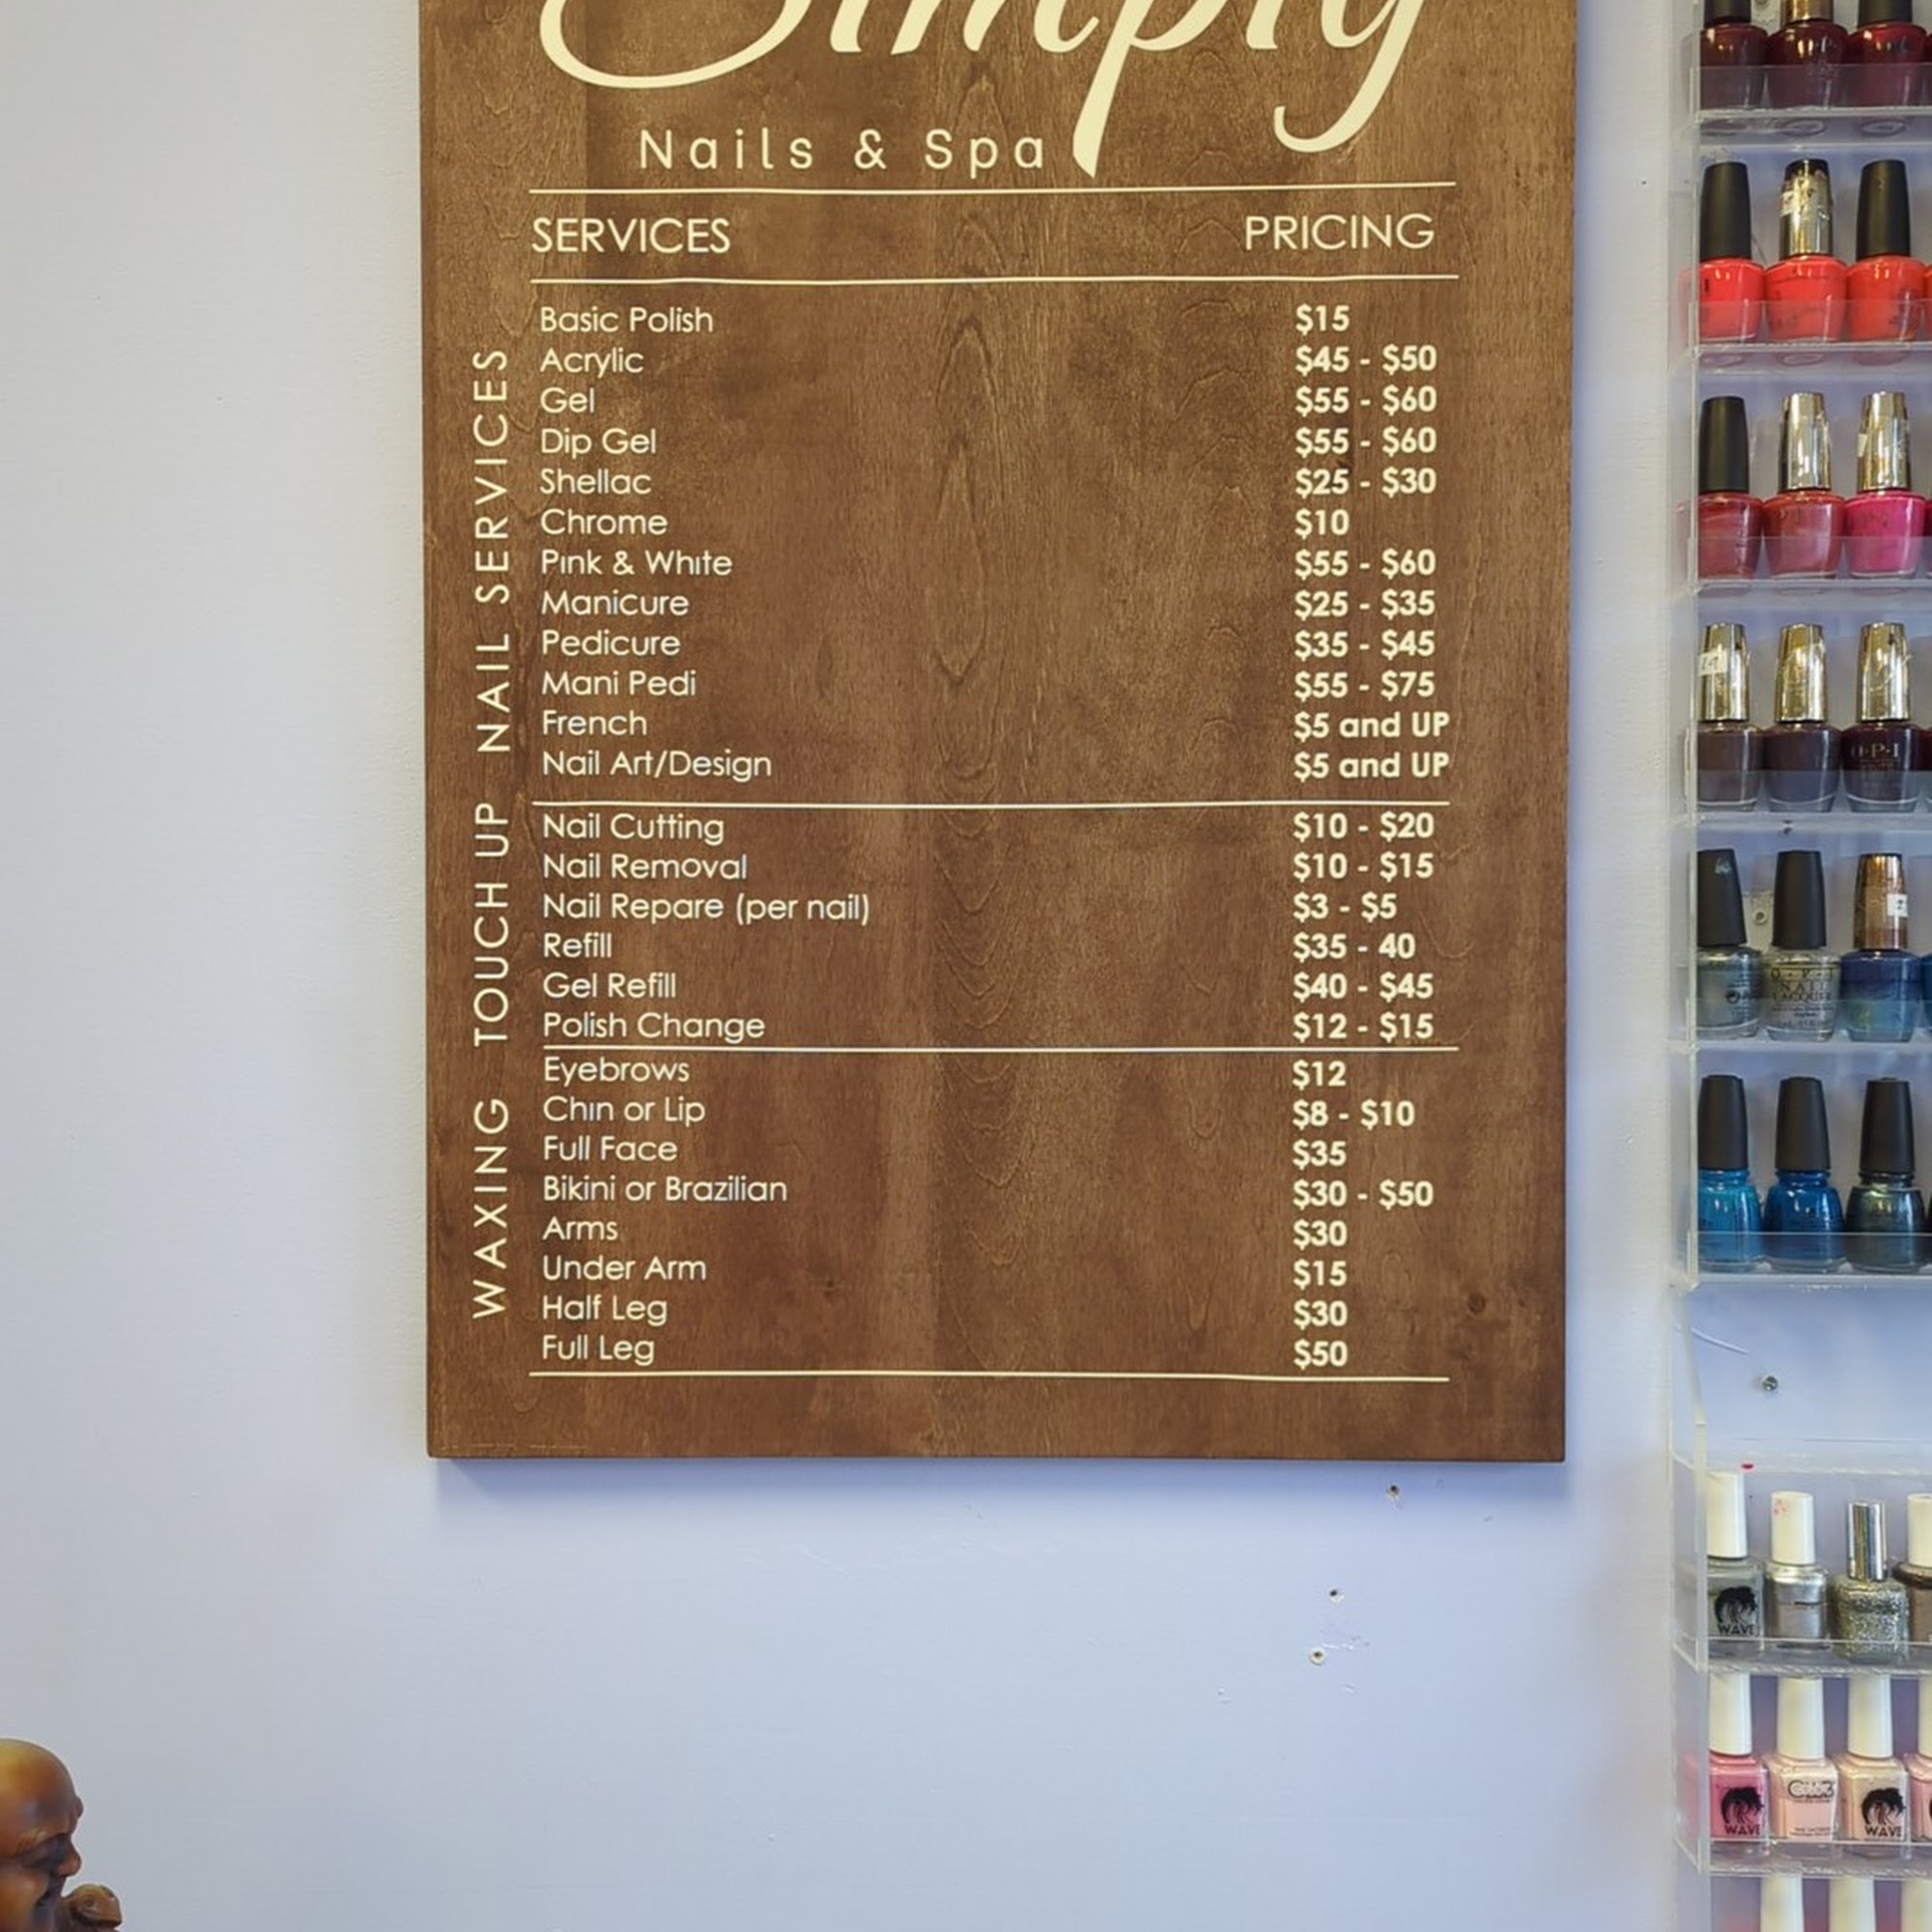 Simply
Nails & Spa
SERVICES PRICING
NAIL SERVICES
Basic Polish $15
Acrylic $45 - $50
Gel $55 - $60
Dip Gel $55 - $60
Shellac $25 - $30
Chrome $10
Pink & White $55 - $60
Manicure $25 - $35
Pedicure $35 - $45
Mani Pedi $55 - $75
French $5 and UP
Nail Art/Design $5 and UP
TOUCH UP
Nail Cutting $10 - $20
Nail Removal $10 - $15
Nail Repare (per nail) $3 - $5
Refill $35 - 40
Gel Refill $40 - $45
Polish Change $12 - $15
WAXING
Eyebrows $12
Chin or Lip $8 - $10
Full Face $35
Bikini or Brazilian $30 - $50
Arms $30
Under Arm $15
Half Leg $30
Full Leg $50
O·P·I
WAVE
WAVE
WAVE